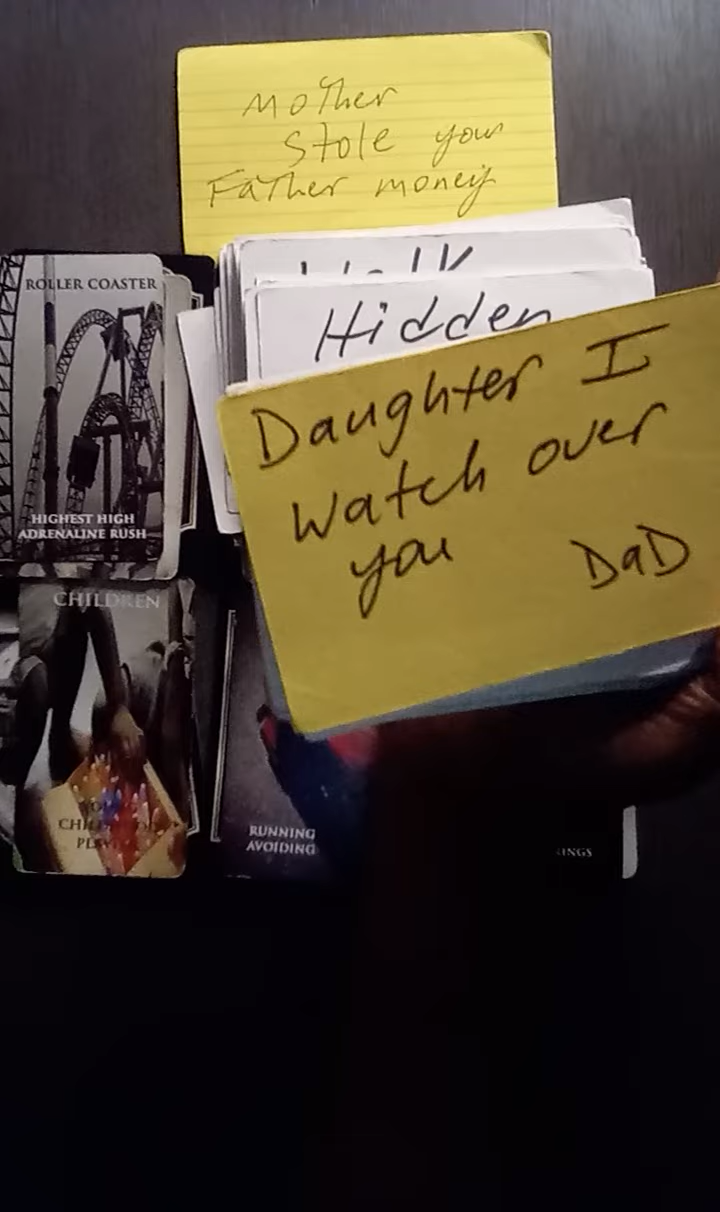 Mother
Stole your
Father money
ROLLER COASTER
HIGHEST HIGH
ADRENALINE RUSH
Hidden
Daughter I
watch over
you DaD
CHILDREN
RUNNING
AVOIDING